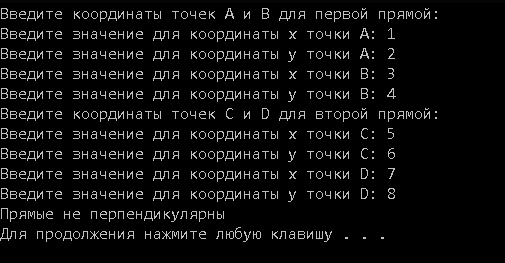 Введите координаты точек А и В для первой прямой:
Введите значение для координаты x точки А: 1
Введите значение для координаты y точки А: 2
Введите значение для координаты x точки В: 3
Введите значение для координаты y точки В: 4
Введите координаты точек С и D для второй прямой:
Введите значение для координаты x точки С: 5
Введите значение для координаты y точки С: 6
Введите значение для координаты x точки D: 7
Введите значение для координаты y точки D: 8
Прямые не перпендикулярны
Для продолжения нажмите любую клавишу . . .